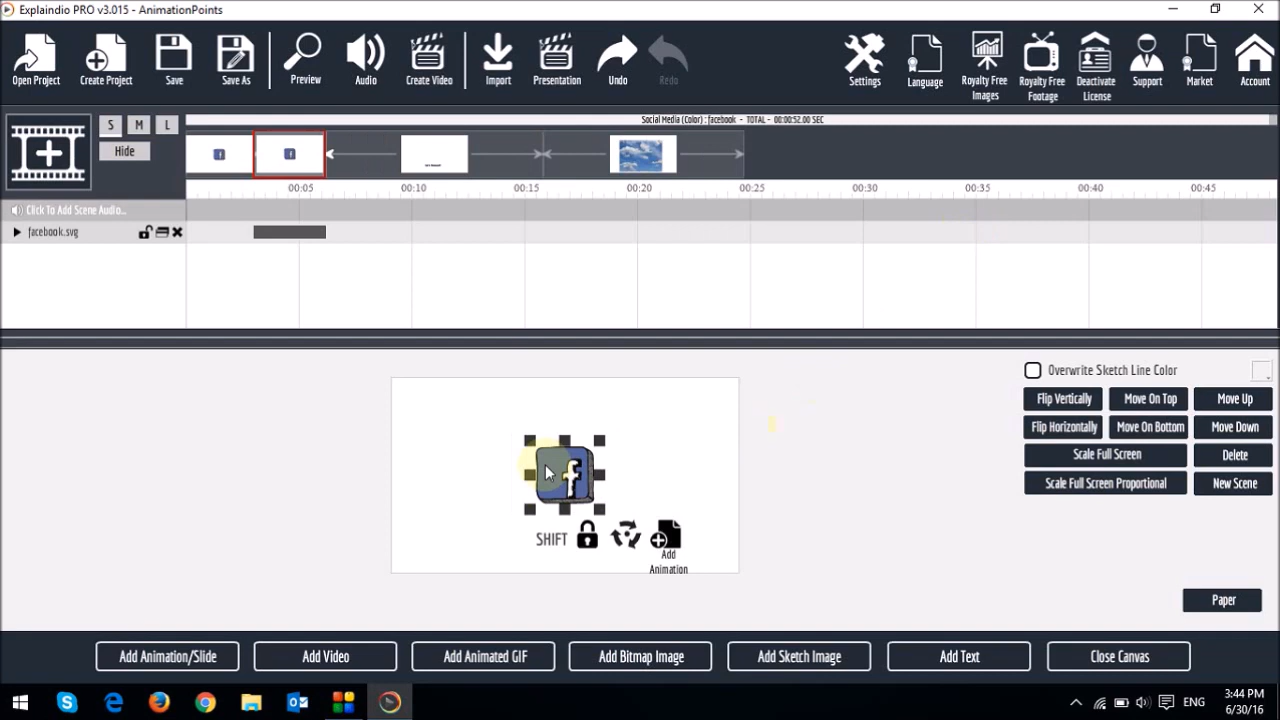 Explaindio PRO v3.015 - AnimationPoints
Open Project
Create Project
Save
Save As
Preview
Audio
Create Video
Import
Presentation
Undo
Redo
Settings
Language
Royalty Free
Images
Royalty Free
Footage
Deactivate
License
Support
Market
Account
S M L
Hide
Social Media (Color) : facebook - TOTAL - 00:00:52.00 SEC
00:05 00:10 00:15 00:20 00:25 00:30 00:35 00:40 00:45
Click To Add Scene Audio...
facebook.svg
Overwrite Sketch Line Color
Flip Vertically Move On Top Move Up
Flip Horizontally Move On Bottom Move Down
Scale Full Screen Delete
Scale Full Screen Proportional New Scene
f
SHIFT
Add
Animation
Paper
Add Animation/Slide Add Video Add Animated GIF Add Bitmap Image Add Sketch Image Add Text Close Canvas
ENG
3:44 PM
6/30/16